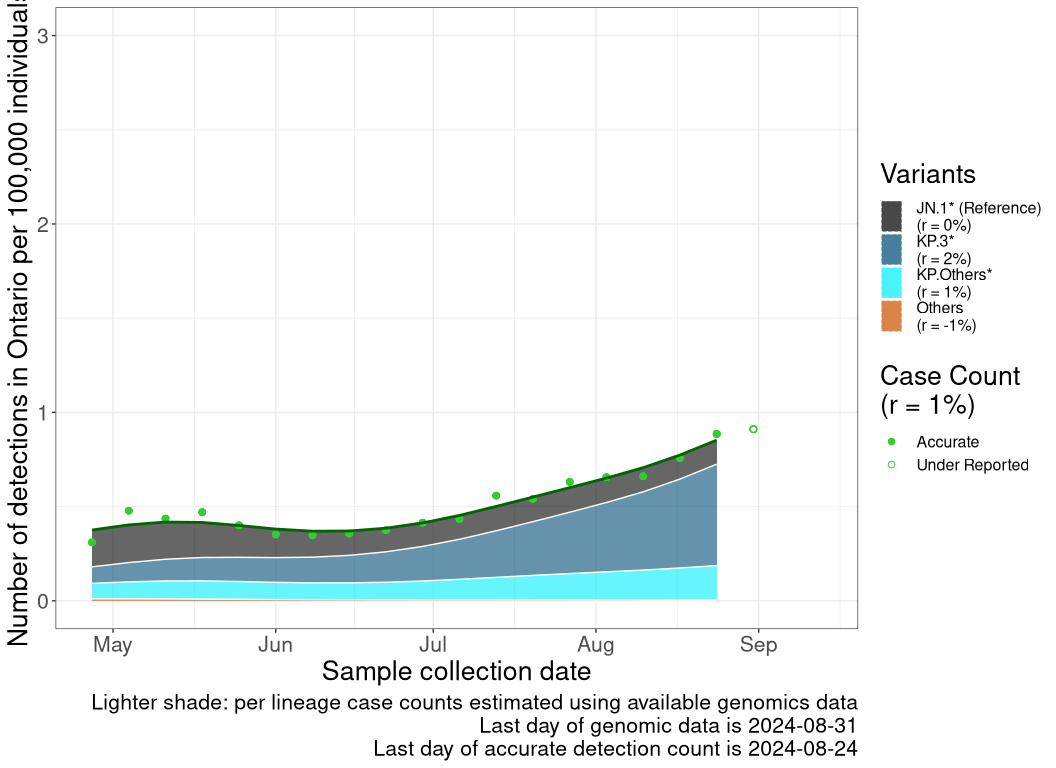 Number of detections in Ontario per 100,000 individuals
3
2
1
0
May
Jun
Jul
Aug
Sep
Sample collection date
Lighter shade: per lineage case counts estimated using available genomics data
Last day of genomic data is 2024-08-31
Last day of accurate detection count is 2024-08-24
Variants
JN.1* (Reference)
(r = 0%)
KP.3*
(r = 2%)
KP.Others*
(r = 1%)
Others
(r = -1%)
Case Count
(r = 1%)
Accurate
Under Reported